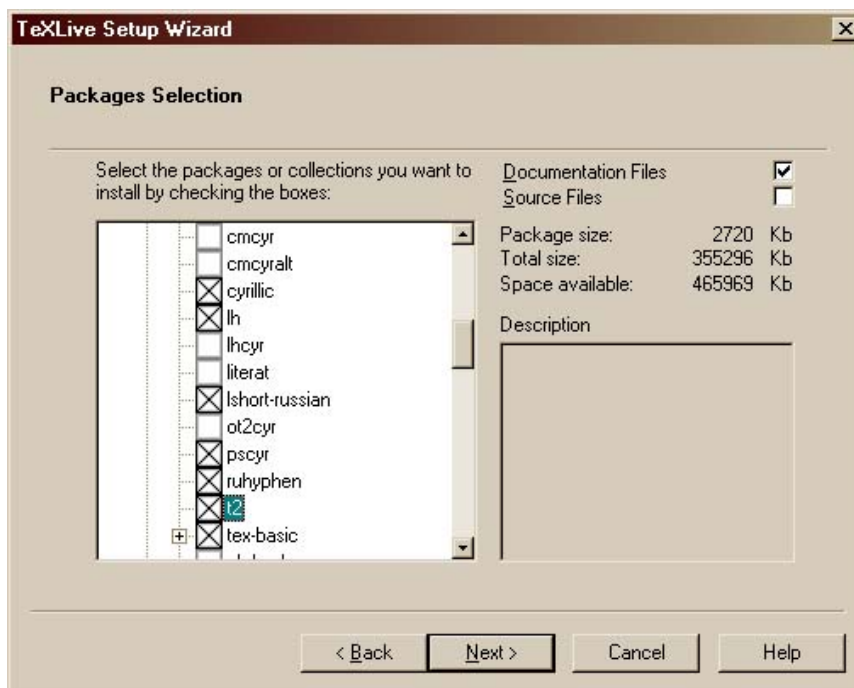 TeXLive Setup Wizard
Packages Selection
Select the packages or collections you want to
install by checking the boxes:
cmcyr
cmcyralt
cyrillic
lh
lhcyr
literat
lshort-russian
ot2cyr
pscyr
ruhyphen
t2
tex-basic
Documentation Files
Source Files
Package size: 2720 Kb
Total size: 355296 Kb
Space available: 465969 Kb
Description
< Back
Next >
Cancel
Help